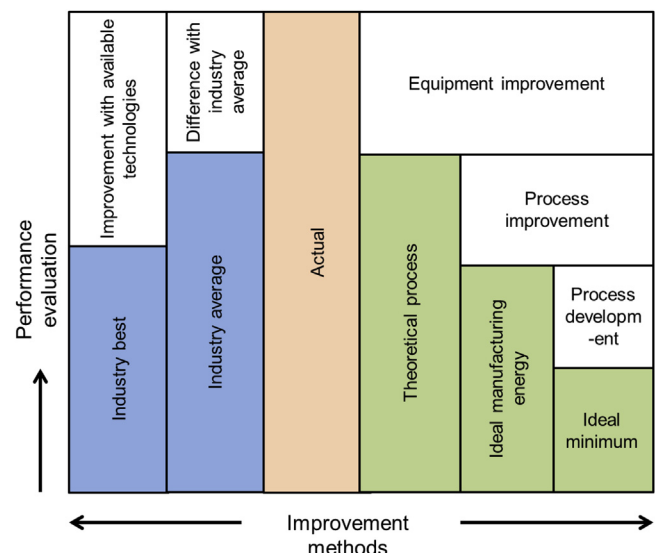 Improvement with available
technologies
Difference with
industry
average
Equipment improvement
Process
improvement
Process
developm
-ent
Performance
evaluation
Industry best
Industry average
Actual
Theoretical process
Ideal manufacturing
energy
Ideal
minimum
Improvement
methods